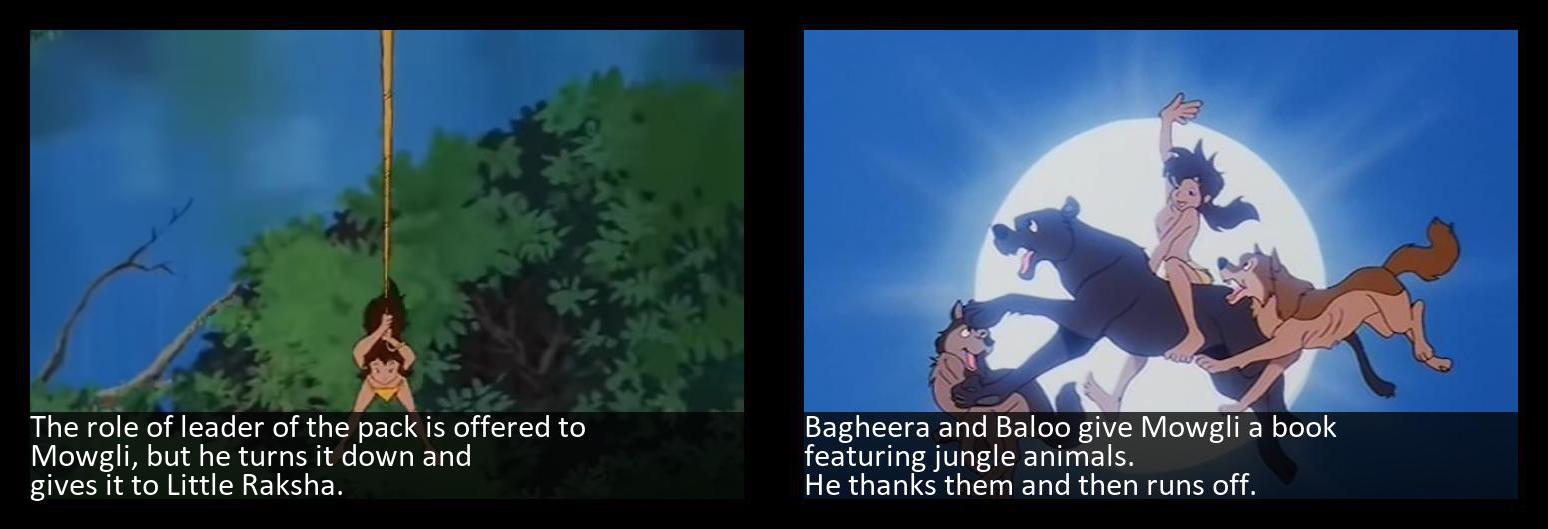 The role of leader of the pack is offered to
Mowgli, but he turns it down and
gives it to Little Raksha.
Bagheera and Baloo give Mowgli a book
featuring jungle animals.
He thanks them and then runs off.